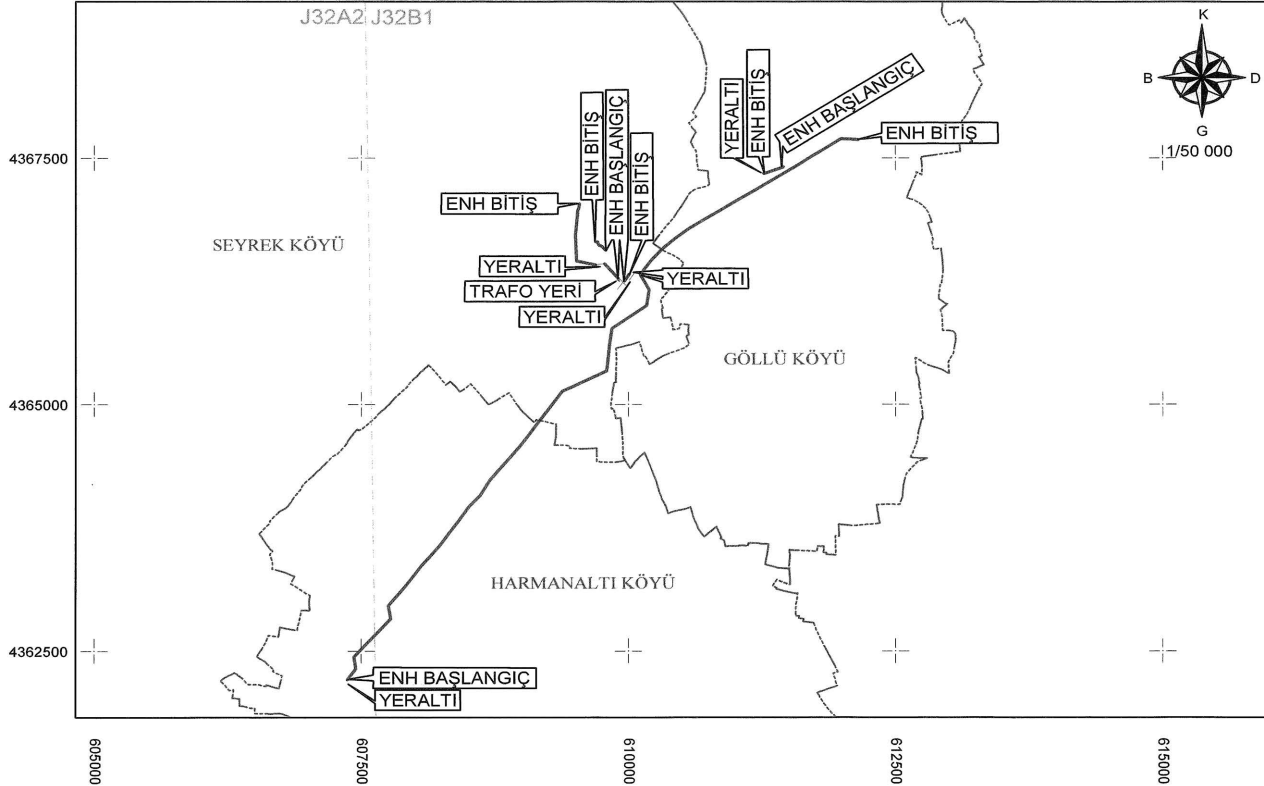 J32A2 J32B1
K
B
D
G
1/50 000
4367500
4365000
4362500
YERALTI
ENH BİTİŞ
ENH BAŞLANGIÇ
ENH BİTİŞ
ENH BİTİŞ
ENH BAŞLANGIÇ
ENH BİTİŞ
ENH BİTİŞ
SEYREK KÖYÜ
YERALTI
TRAFO YERİ
YERALTI
YERALTI
GÖLLÜ KÖYÜ
HARMANALTI KÖYÜ
ENH BAŞLANGIÇ
YERALTI
605000
607500
610000
612500
615000